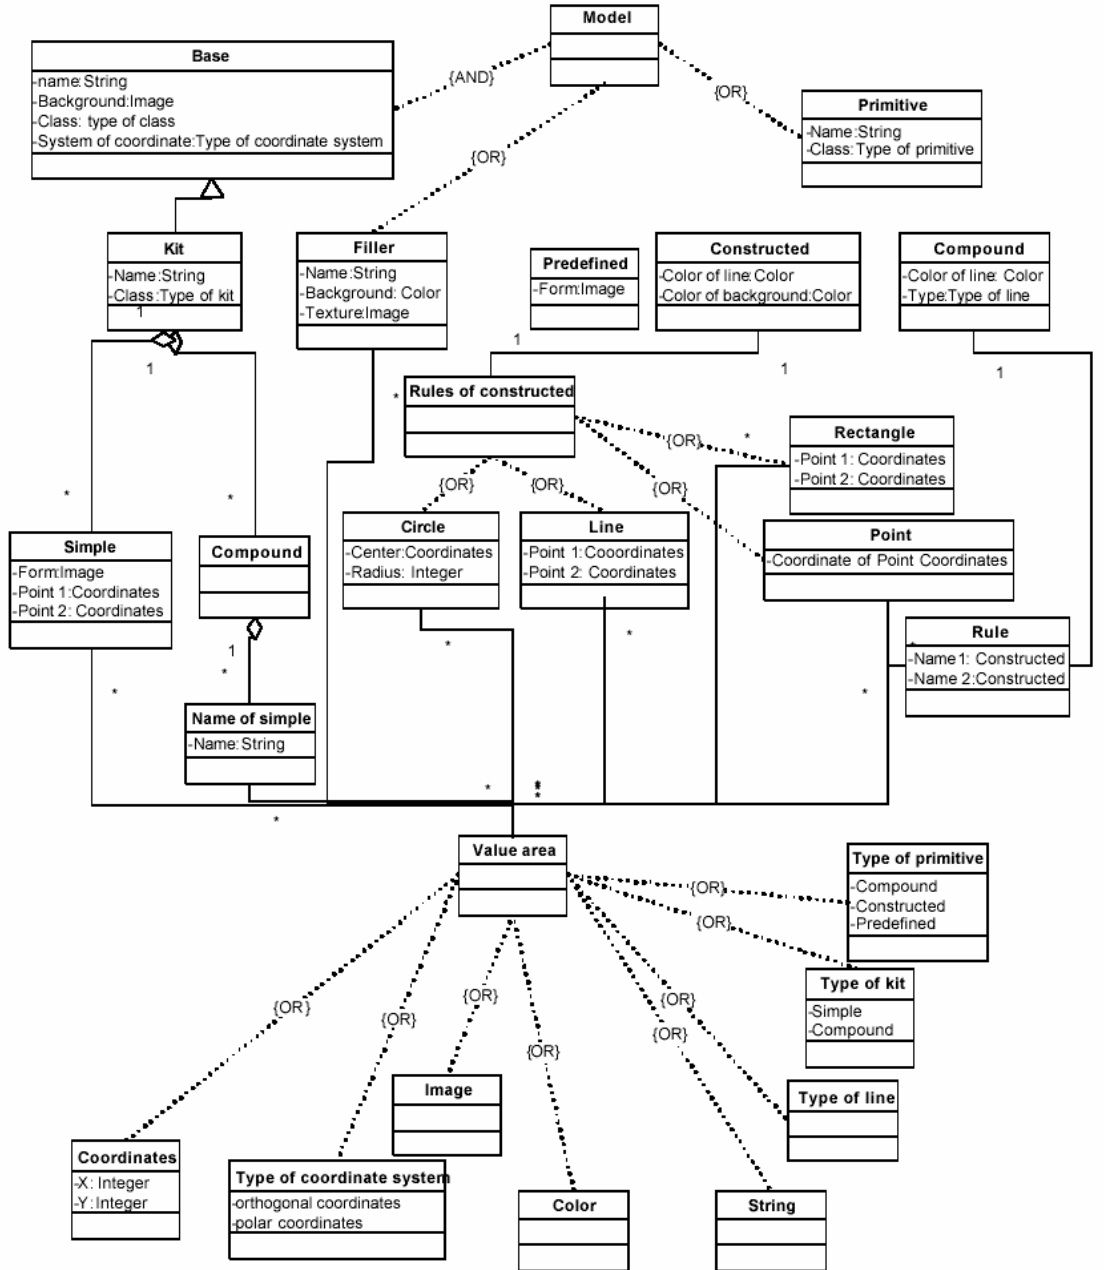 Model
Base
-name:String
-Background:Image
-Class: type of class
-System of coordinate:Type of coordinate system
{AND}
{OR}
{OR}
Primitive
-Name:String
-Class:Type of primitive
Kit
-Name:String
-Class:Type of kit
1
1
Filler
-Name:String
-Background: Color
-Texture:Image
Predefined
-Form:Image
Constructed
-Color of line:Color
-Color of background:Color
Compound
-Color of line: Color
-Type:Type of line
1
1
1
Rules of constructed
*
{OR}
*
{OR}
{OR}
{OR}
Rectangle
-Point 1: Coordinates
-Point 2: Coordinates
*
*
Simple
-Form:Image
-Point 1:Coordinates
-Point 2: Coordinates
Compound
Circle
-Center:Coordinates
-Radius: Integer
Line
-Point 1:Cooordinates
-Point 2: Coordinates
Point
-Coordinate of Point Coordinates
Rule
-Name1: Constructed
-Name 2:Constructed
*
1
*
*
*
*
*
Name of simple
-Name:String
*
*
*
*
*
Value area
Type of primitive
-Compound
-Constructed
-Predefined
{OR}
{OR}
Type of kit
-Simple
-Compound
{OR}
{OR}
{OR}
{OR}
{OR}
{OR}
Image
Type of line
Coordinates
-X: Integer
-Y:Integer
Type of coordinate system
-orthogonal coordinates
-polar coordinates
Color
String